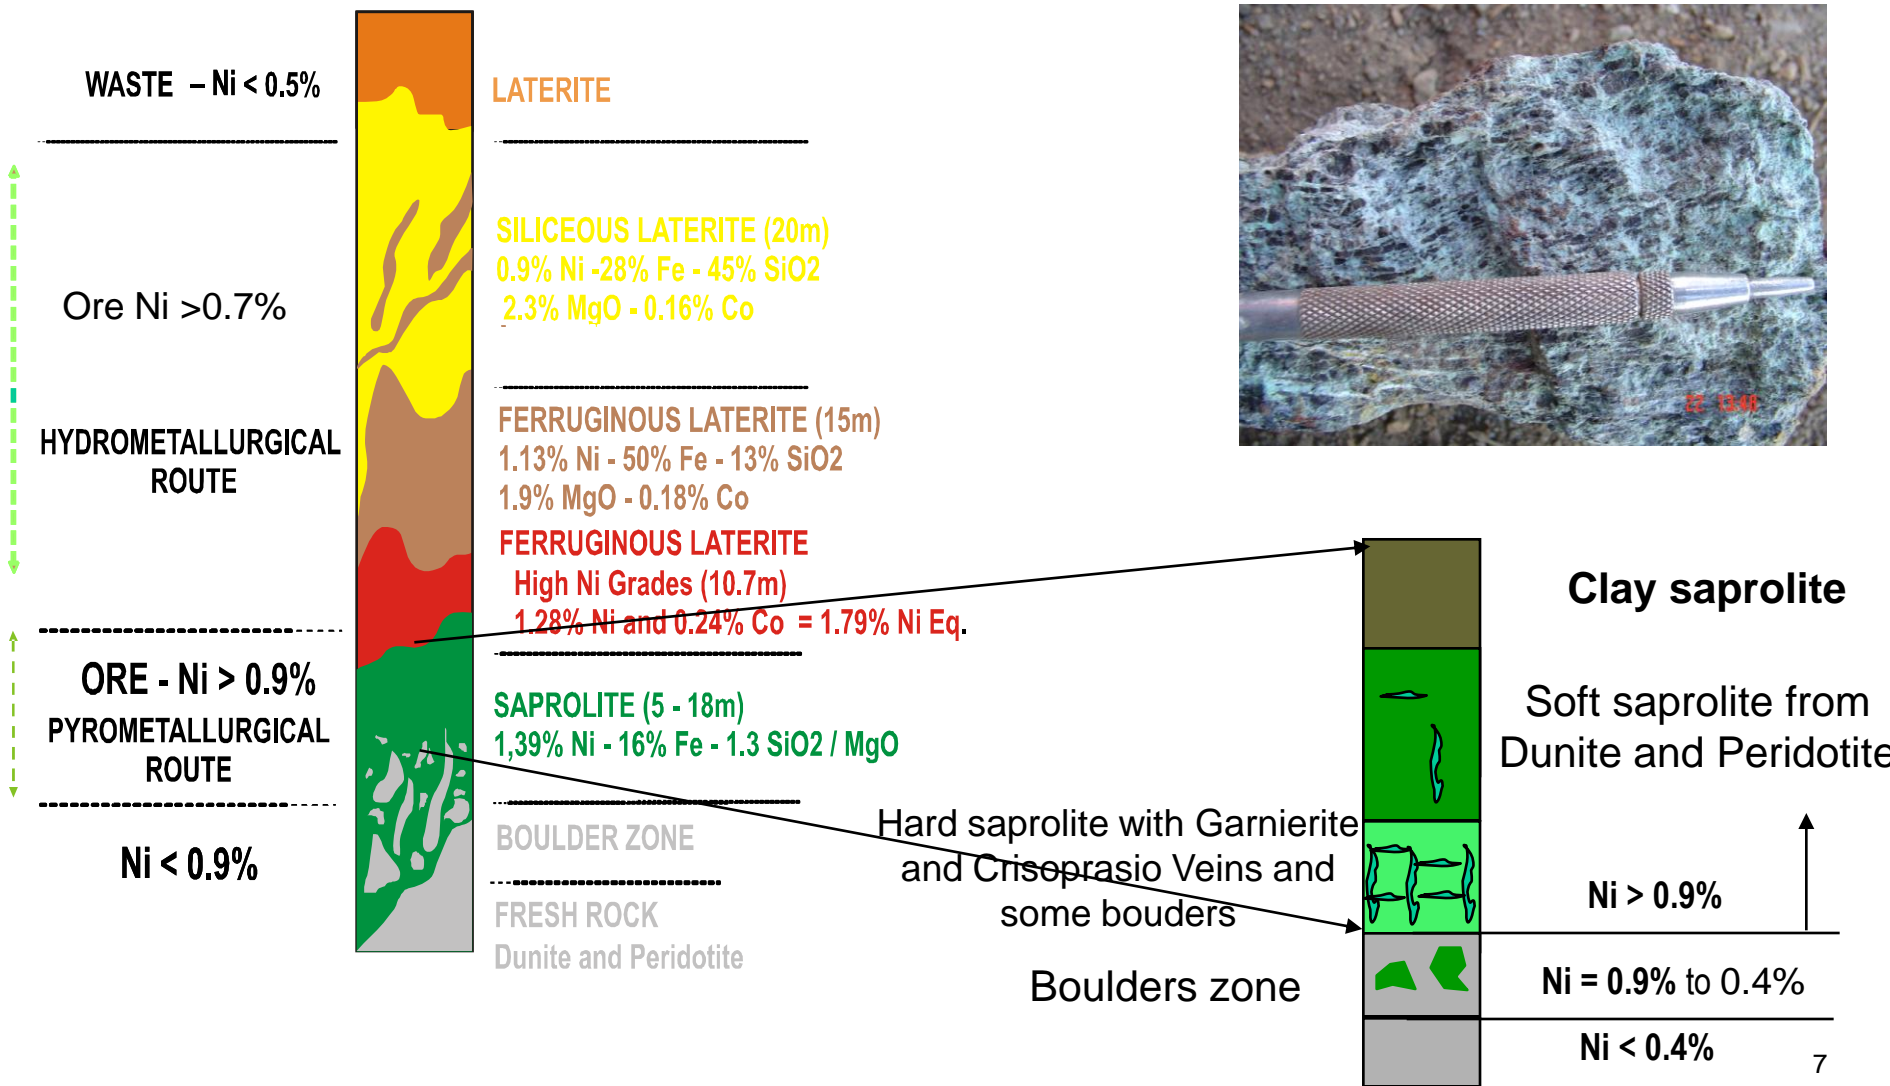 WASTE – Ni < 0.5%
LATERITE
Ore Ni >0.7%
SILICEOUS LATERITE (20m)
0.9% Ni -28% Fe - 45% SiO2
2.3% MgO - 0.16% Co
HYDROMETALLURGICAL
ROUTE
FERRUGINOUS LATERITE (15m)
1.13% Ni - 50% Fe - 13% SiO2
1.9% MgO - 0.18% Co
FERRUGINOUS LATERITE
High Ni Grades (10.7m)
1.28% Ni and 0.24% Co = 1.79% Ni Eq.
ORE - Ni > 0.9%
PYROMETALLURGICAL
ROUTE
SAPROLITE (5 - 18m)
1,39% Ni - 16% Fe - 1.3 SiO2 / MgO
Ni < 0.9%
BOULDER ZONE
FRESH ROCK
Dunite and Peridotite
22 13:48
Clay saprolite
Soft saprolite from
Dunite and Peridotite
Hard saprolite with Garnierite
and Crisoprasio Veins and
some bouders
Ni > 0.9%
Boulders zone
Ni = 0.9% to 0.4%
Ni < 0.4%
7